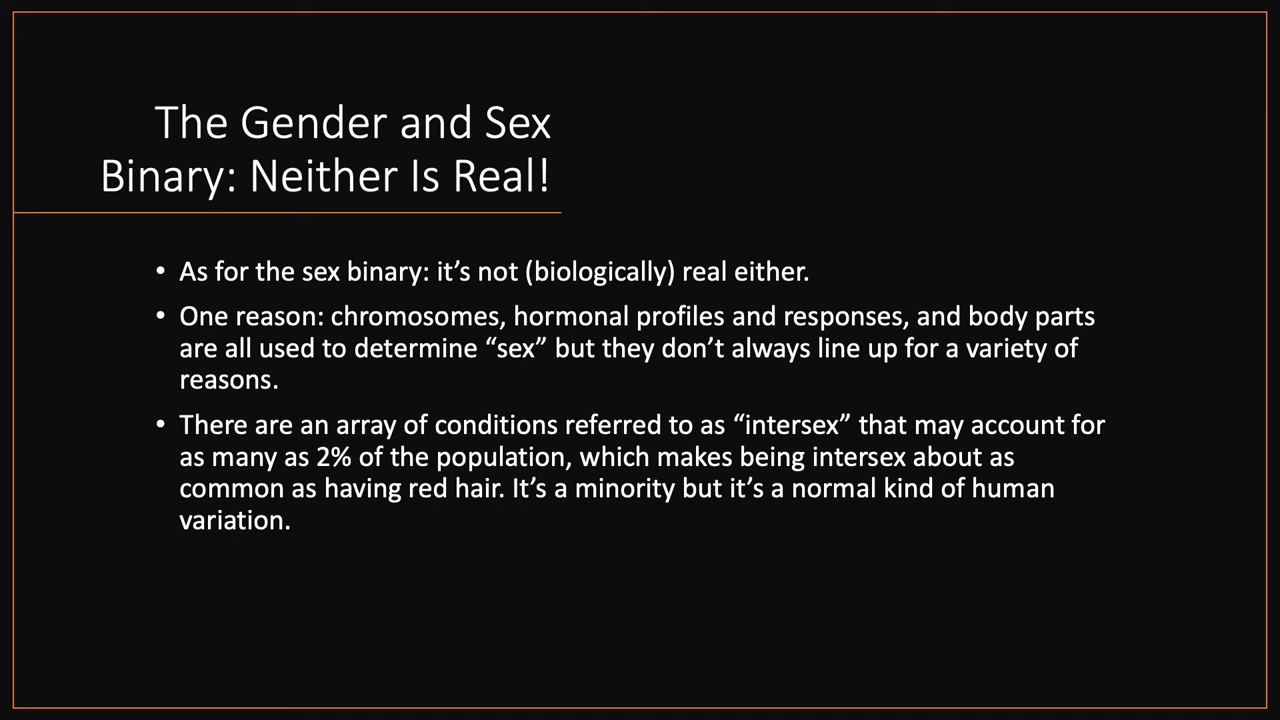 The Gender and Sex
Binary: Neither Is Real!
• As for the sex binary: it’s not (biologically) real either.
• One reason: chromosomes, hormonal profiles and responses, and body parts
are all used to determine “sex” but they don’t always line up for a variety of
reasons.
• There are an array of conditions referred to as “intersex” that may account for
as many as 2% of the population, which makes being intersex about as
common as having red hair. It’s a minority but it’s a normal kind of human
variation.